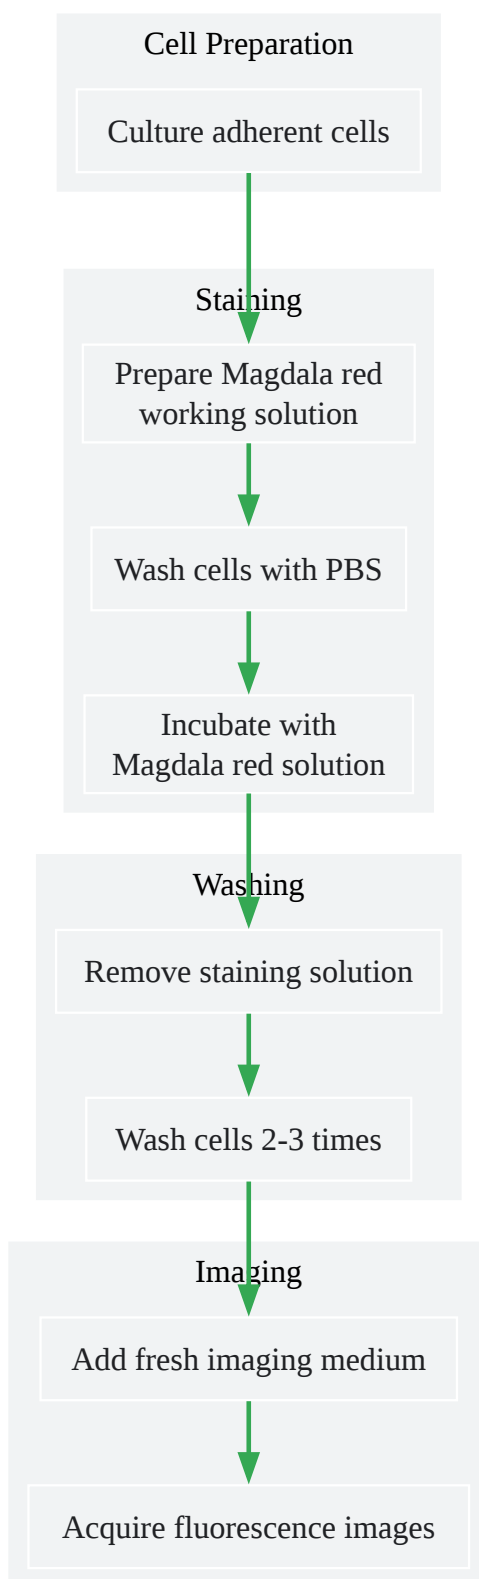 Cell Preparation
Culture adherent cells
Staining
Prepare Magdala red
working solution
Wash cells with PBS
Incubate with
Magdala red solution
Washing
Remove staining solution
Wash cells 2-3 times
Imaging
Add fresh imaging medium
Acquire fluorescence images